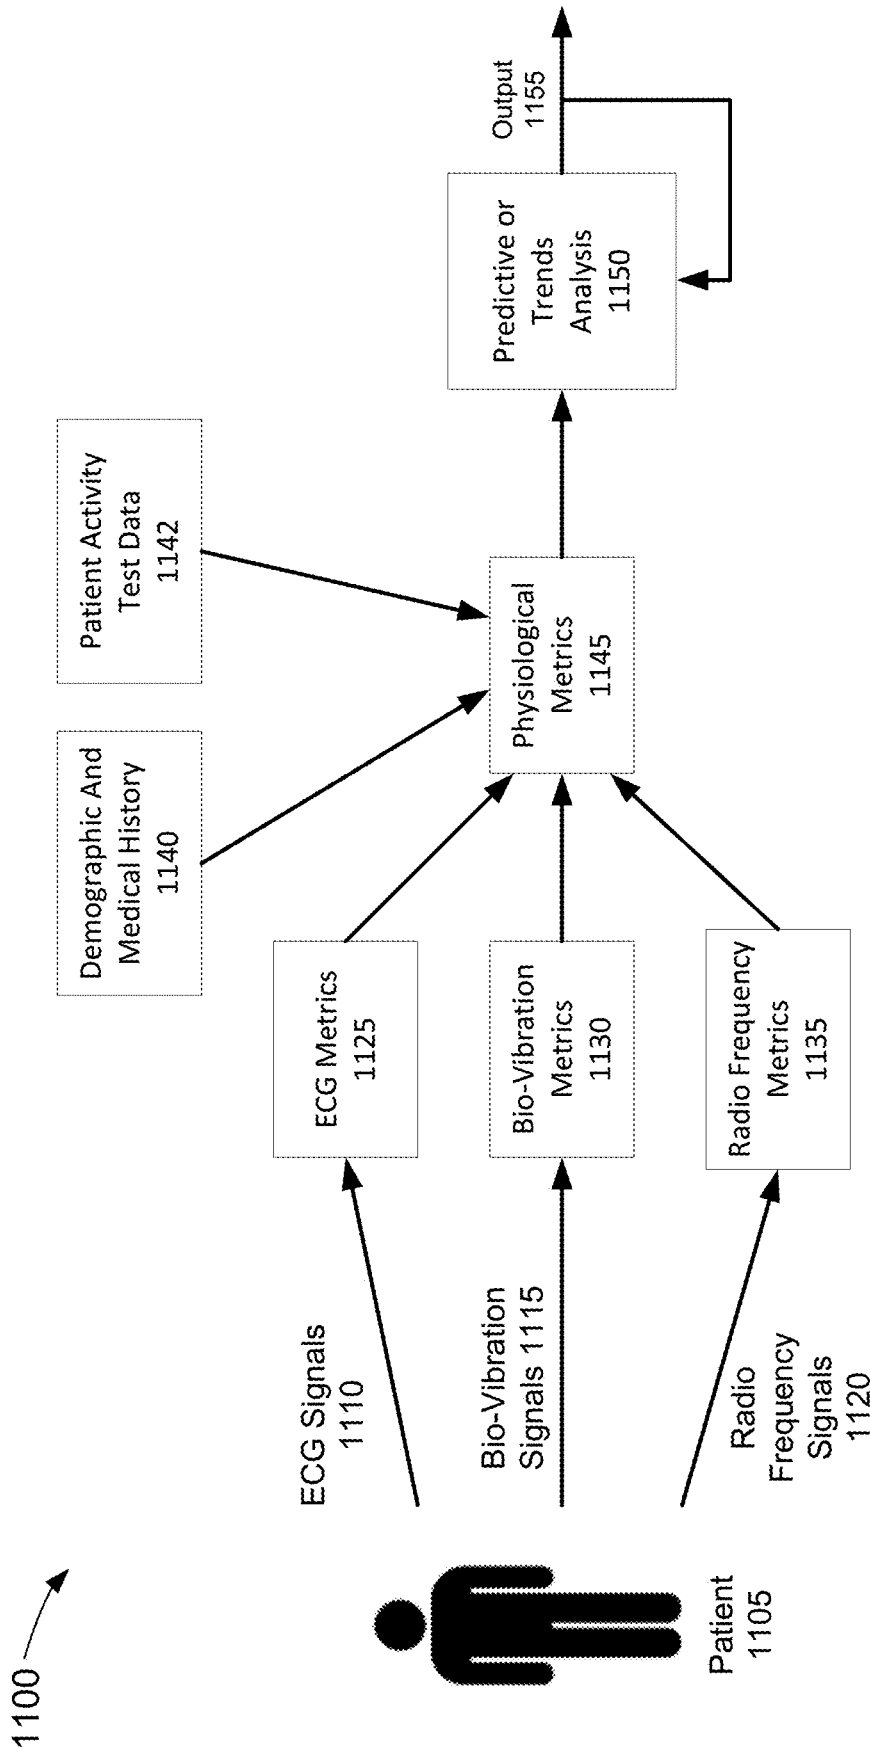 1100
Patient
1105
ECG Signals
1110
Bio-Vibration
Signals 1115
Radio
Frequency
Signals
1120
ECG Metrics
1125
Bio-Vibration
Metrics
1130
Radio Frequency
Metrics
1135
Demographic And
Medical History
1140
Patient Activity
Test Data
1142
Physiological
Metrics
1145
Predictive or
Trends
Analysis
1150
Output
1155